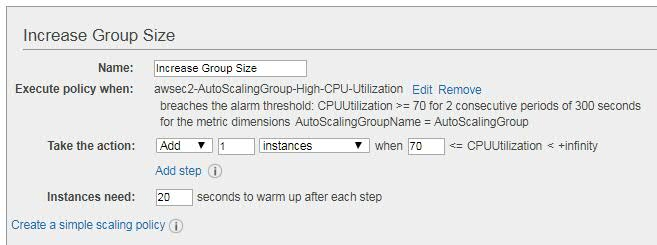 Increase Group Size
Name: Increase Group Size
Execute policy when: awsec2-AutoScalingGroup-High-CPU-Utilization Edit Remove
breaches the alarm threshold: CPUUtilization >= 70 for 2 consecutive periods of 300 seconds
for the metric dimensions AutoScalingGroupName = AutoScalingGroup
Take the action: Add 1 instances when 70 <= CPUUtilization < +infinity
Add step i
Instances need: 20 seconds to warm up after each step
Create a simple scaling policy i